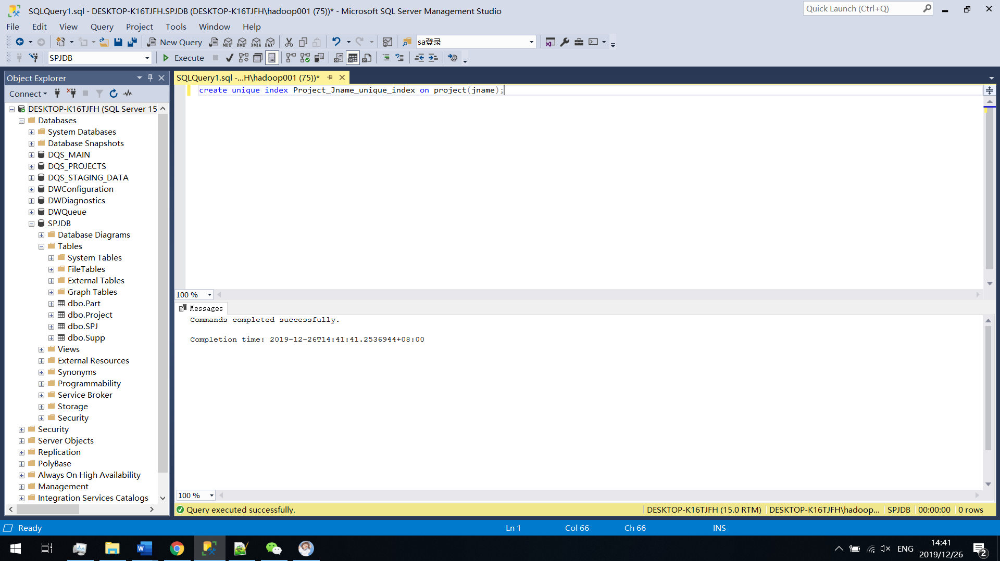 SQLQuery1.sql - DESKTOP-K16TJFH.SPJDB (DESKTOP-K16TJFH\hadoop001 (75))* - Microsoft SQL Server Management Studio
Quick Launch (Ctrl+Q)
File Edit View Query Project Tools Window Help
New Query MDX DMX XMLA DAX sa登录
SPJDB Execute
Object Explorer
SQLQuery1.sql -...H\hadoop001 (75))*
Connect
create unique index Project_Jname_unique_index on project(jname);
DESKTOP-K16TJFH (SQL Server 15
Databases
System Databases
Database Snapshots
DQS_MAIN
DQS_PROJECTS
DQS_STAGING_DATA
DWConfiguration
DWDiagnostics
DWQueue
SPJDB
Database Diagrams
Tables
System Tables
FileTables
External Tables
Graph Tables
dbo.Part
dbo.Project
dbo.SPJ
dbo.Supp
Views
External Resources
Synonyms
Programmability
Service Broker
Storage
Security
Security
Server Objects
Replication
PolyBase
Always On High Availability
Management
Integration Services Catalogs
100 %
Messages
Commands completed successfully.
Completion time: 2019-12-26T14:41:41.2536944+08:00
100 %
Query executed successfully. DESKTOP-K16TJFH (15.0 RTM) DESKTOP-K16TJFH\hadoop... SPJDB 00:00:00 0 rows
Ready Ln 1 Col 66 Ch 66 INS
ENG 14:41
2019/12/26
2